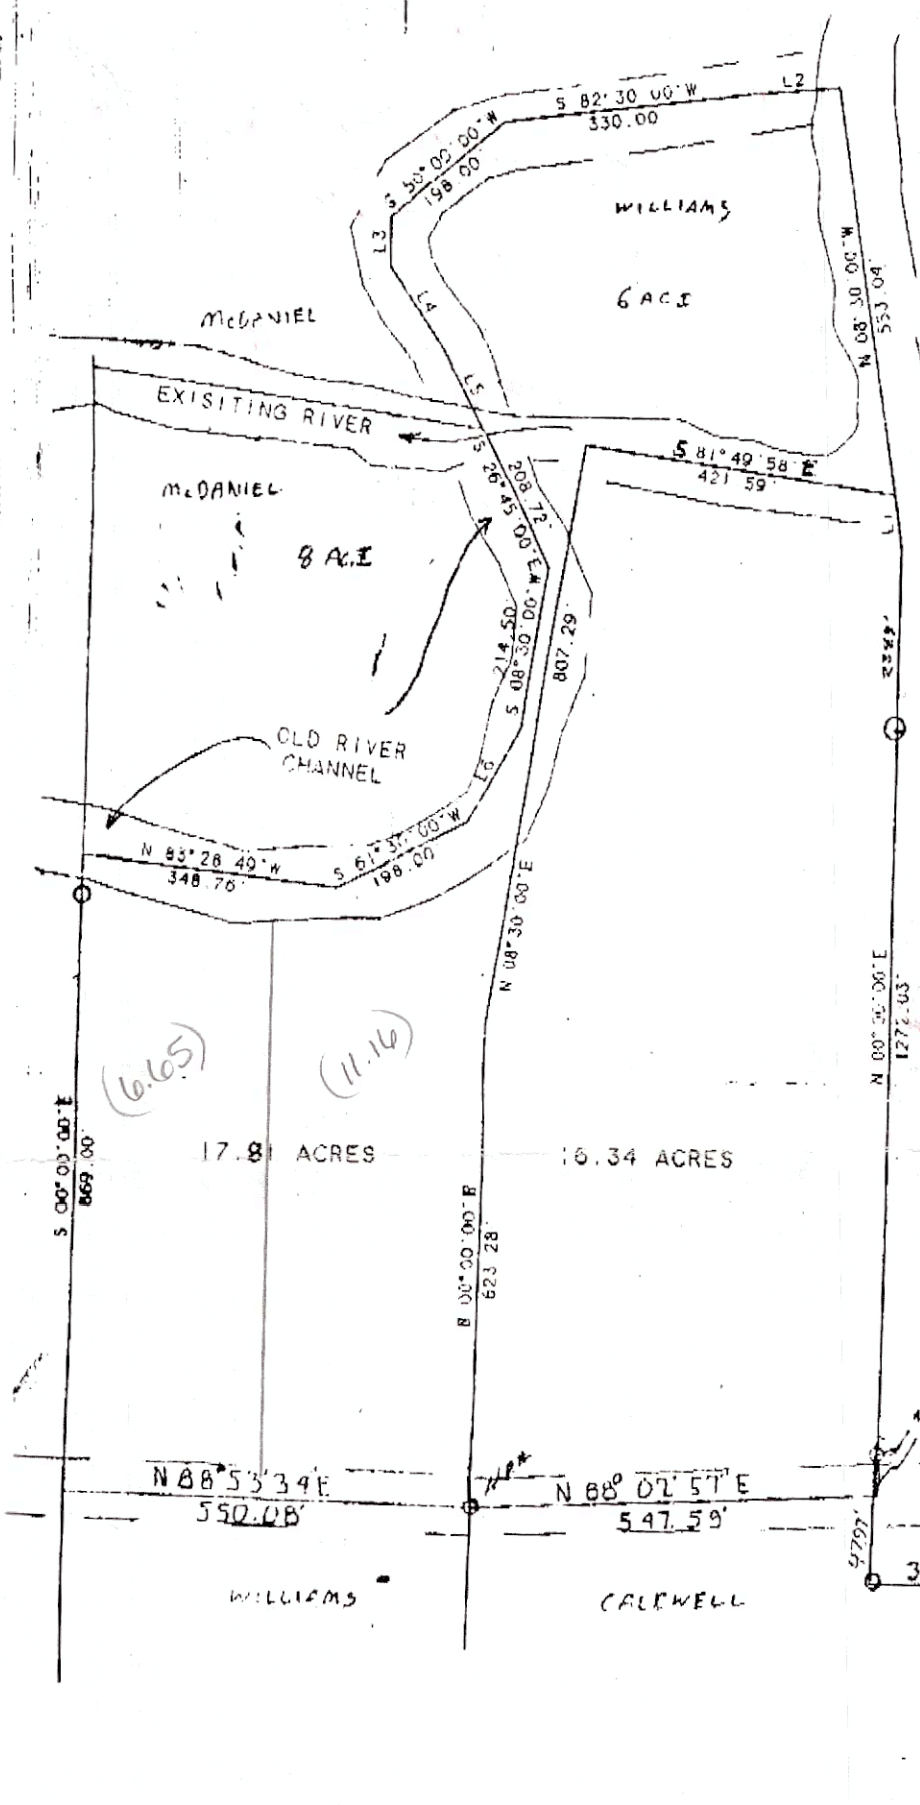 L2
S 82°30'00"W
330.00
S 50°00'00"W
198.00
L3
WILLIAMS
L4
6 AC±
N 08°30'00"W
553.04
McDANIEL
L5
EXISITING RIVER
S 81°49'58"E
421.59'
S 26°45'00"E
208.72'
McDANIEL
8 AC±
S 08°30'00"W
214.50
807.29'
OLD RIVER
CHANNEL
L6
N 83°28'49"W
348.76'
S 61°30'00"W
198.00
N 08°30'00"E
N 00°00'00"E
1272.03'
(6.65)
(11.16)
S 00°00'00"E
869.00'
17.81 ACRES
16.34 ACRES
00°00'00"
623.28'
N 88°53'34"E
550.08'
N 88° 02' 57" E
547.59'
3
WILLIAMS
CALDWELL